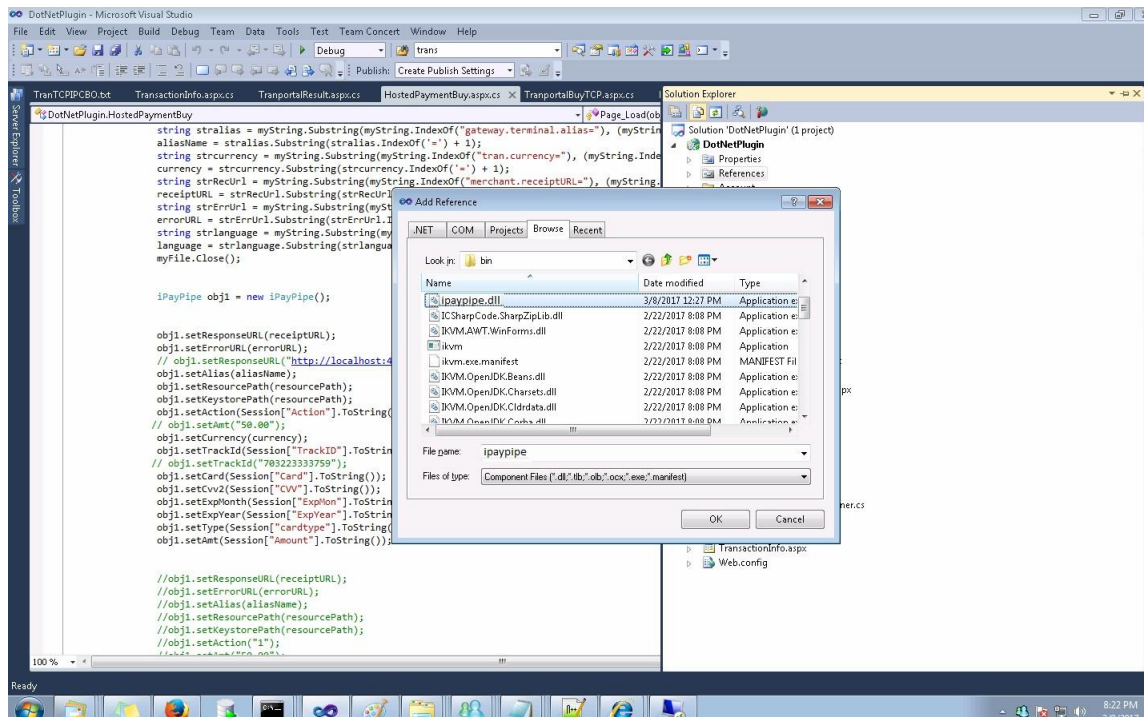 DotNetPlugin - Microsoft Visual Studio
File Edit View Project Build Debug Team Data Tools Test Team Concert Window Help
Debug trans
Publish: Create Publish Settings
TranTCPIPCBO.txt TransactionInfo.aspx.cs TranportalResult.aspx.cs HostedPaymentBuy.aspx.cs TranportalBuyTCP.aspx.cs
DotNetPlugin.HostedPaymentBuy Page_Load(ob
Server Explorer
Toolbox
string stralias = myString.Substring(myString.IndexOf("gateway.terminal.alias="), (myStrin
aliasName = stralias.Substring(stralias.IndexOf('=') + 1);
string strcurrency = myString.Substring(myString.IndexOf("tran.currency="), (myString.Inde
currency = strcurrency.Substring(strcurrency.IndexOf('=') + 1);
string strRecUrl = myString.Substring(myString.IndexOf("merchant.receiptURL="), (myString.
receiptURL = strRecUrl.Substring(strRecUrl
string strErrUrl = myString.Substring(mySt
errorURL = strErrUrl.Substring(strErrUrl.I
string strlanguage = myString.Substring(my
language = strlanguage.Substring(strlangua
myFile.Close();
iPayPipe obj1 = new iPayPipe();
obj1.setResponseURL(receiptURL);
obj1.setErrorURL(errorURL);
// obj1.setResponseURL("http://localhost:4
obj1.setAlias(aliasName);
obj1.setResourcePath(resourcePath);
obj1.setKeystorePath(resourcePath);
obj1.setAction(Session["Action"].ToString(
// obj1.setAmt("50.00");
obj1.setCurrency(currency);
obj1.setTrackId(Session["TrackID"].ToStrin
// obj1.setTrackId("703223333759");
obj1.setCard(Session["Card"].ToString());
obj1.setCvv2(Session["CVV"].ToString());
obj1.setExpMonth(Session["ExpMon"].ToStrin
obj1.setExpYear(Session["ExpYear"].ToStrin
obj1.setType(Session["cardtype"].ToString(
obj1.setAmt(Session["Amount"].ToString());
//obj1.setResponseURL(receiptURL);
//obj1.setErrorURL(errorURL);
//obj1.setAlias(aliasName);
//obj1.setResourcePath(resourcePath);
//obj1.setKeystorePath(resourcePath);
//obj1.setAction("1");
100 %
Add Reference
.NET COM Projects Browse Recent
Look in: bin
Name Date modified Type
ipaypipe.dll 3/8/2017 12:27 PM Application e
ICSharpCode.SharpZipLib.dll 2/22/2017 8:08 PM Application e
IKVM.AWT.WinForms.dll 2/22/2017 8:08 PM Application e
ikvm 2/22/2017 8:08 PM Application
ikvm.exe.manifest 2/22/2017 8:08 PM MANIFEST Fil
IKVM.OpenJDK.Beans.dll 2/22/2017 8:08 PM Application e
IKVM.OpenJDK.Charsets.dll 2/22/2017 8:08 PM Application e
IKVM.OpenJDK.Cldrdata.dll 2/22/2017 8:08 PM Application e
IKVM.OpenJDK.Corba.dll 2/22/2017 8:08 PM Application e
File name: ipaypipe
Files of type: Component Files (*.dll;*.tlb;*.olb;*.ocx;*.exe;*.manifest)
OK Cancel
Solution Explorer
Solution 'DotNetPlugin' (1 project)
DotNetPlugin
Properties
References
Account
px
ner.cs
TransactionInfo.aspx
Web.config
Ready
8:22 PM